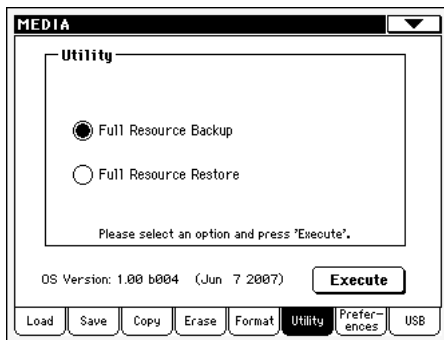 MEDIA
Utility
Full Resource Backup
Full Resource Restore
Please select an option and press 'Execute'.
OS Version: 1.00 b004 (Jun 7 2007)
Execute
Load Save Copy Erase Format Utility Prefer-
ences USB